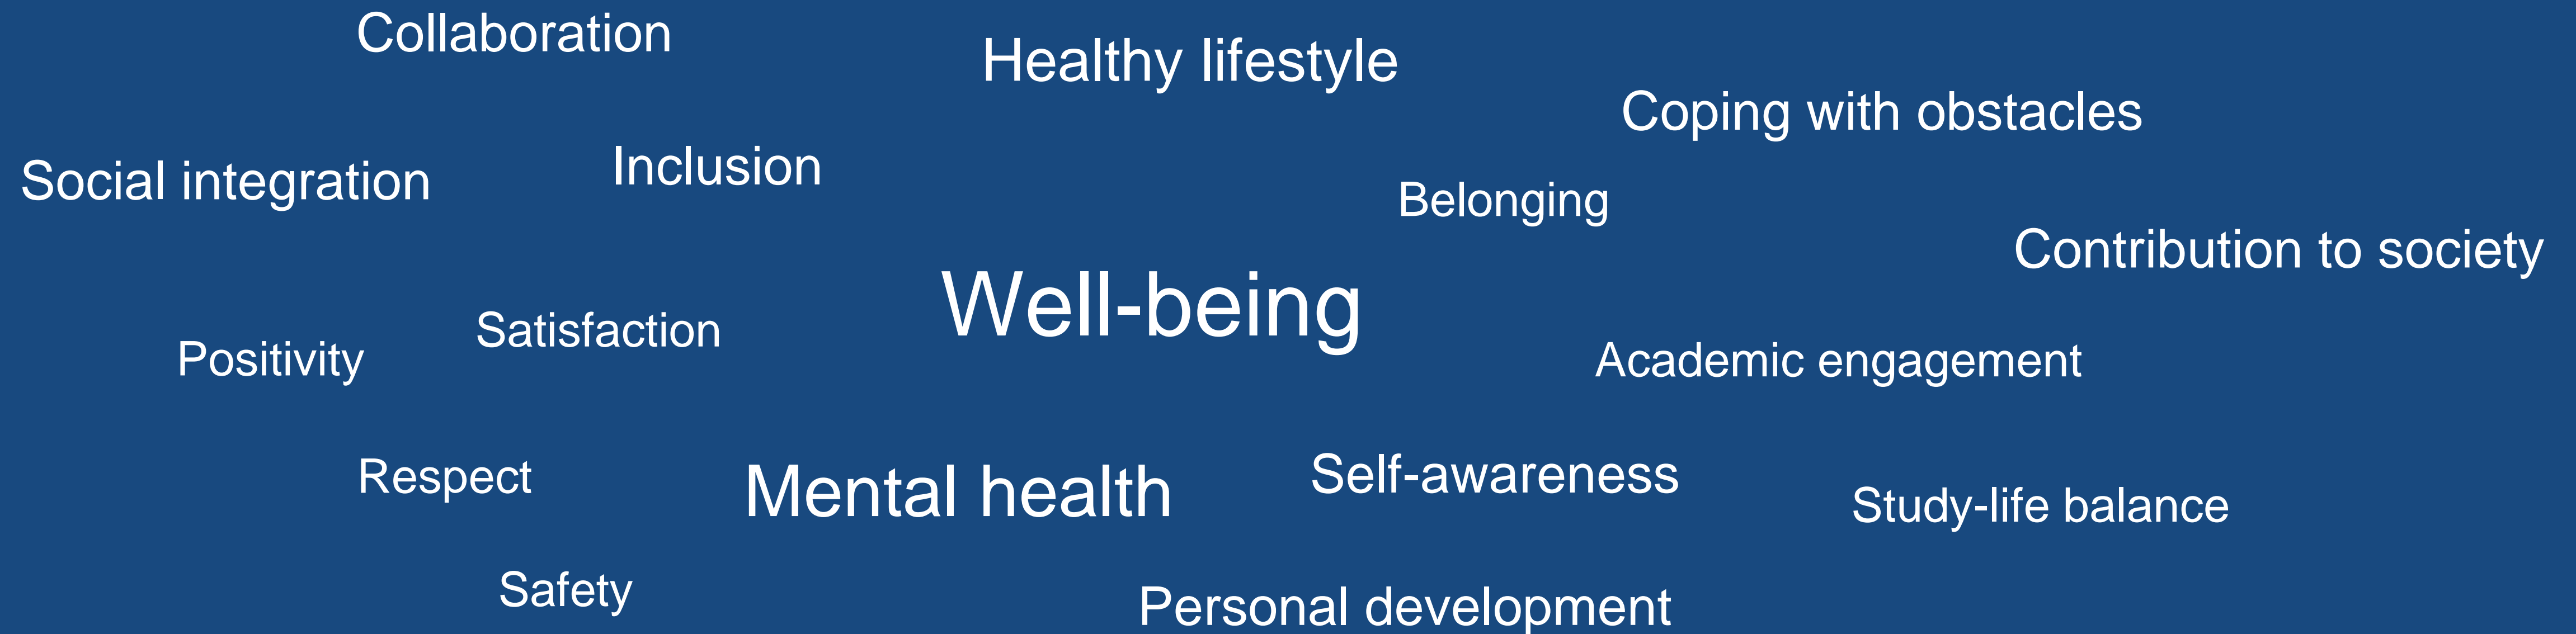 Collaboration
Healthy lifestyle
Coping with obstacles
Inclusion
Social integration
Belonging
Contribution to society
Well-being
Satisfaction
Positivity
Academic engagement
Respect
Mental health
Self-awareness
Study-life balance
Safety
Personal development